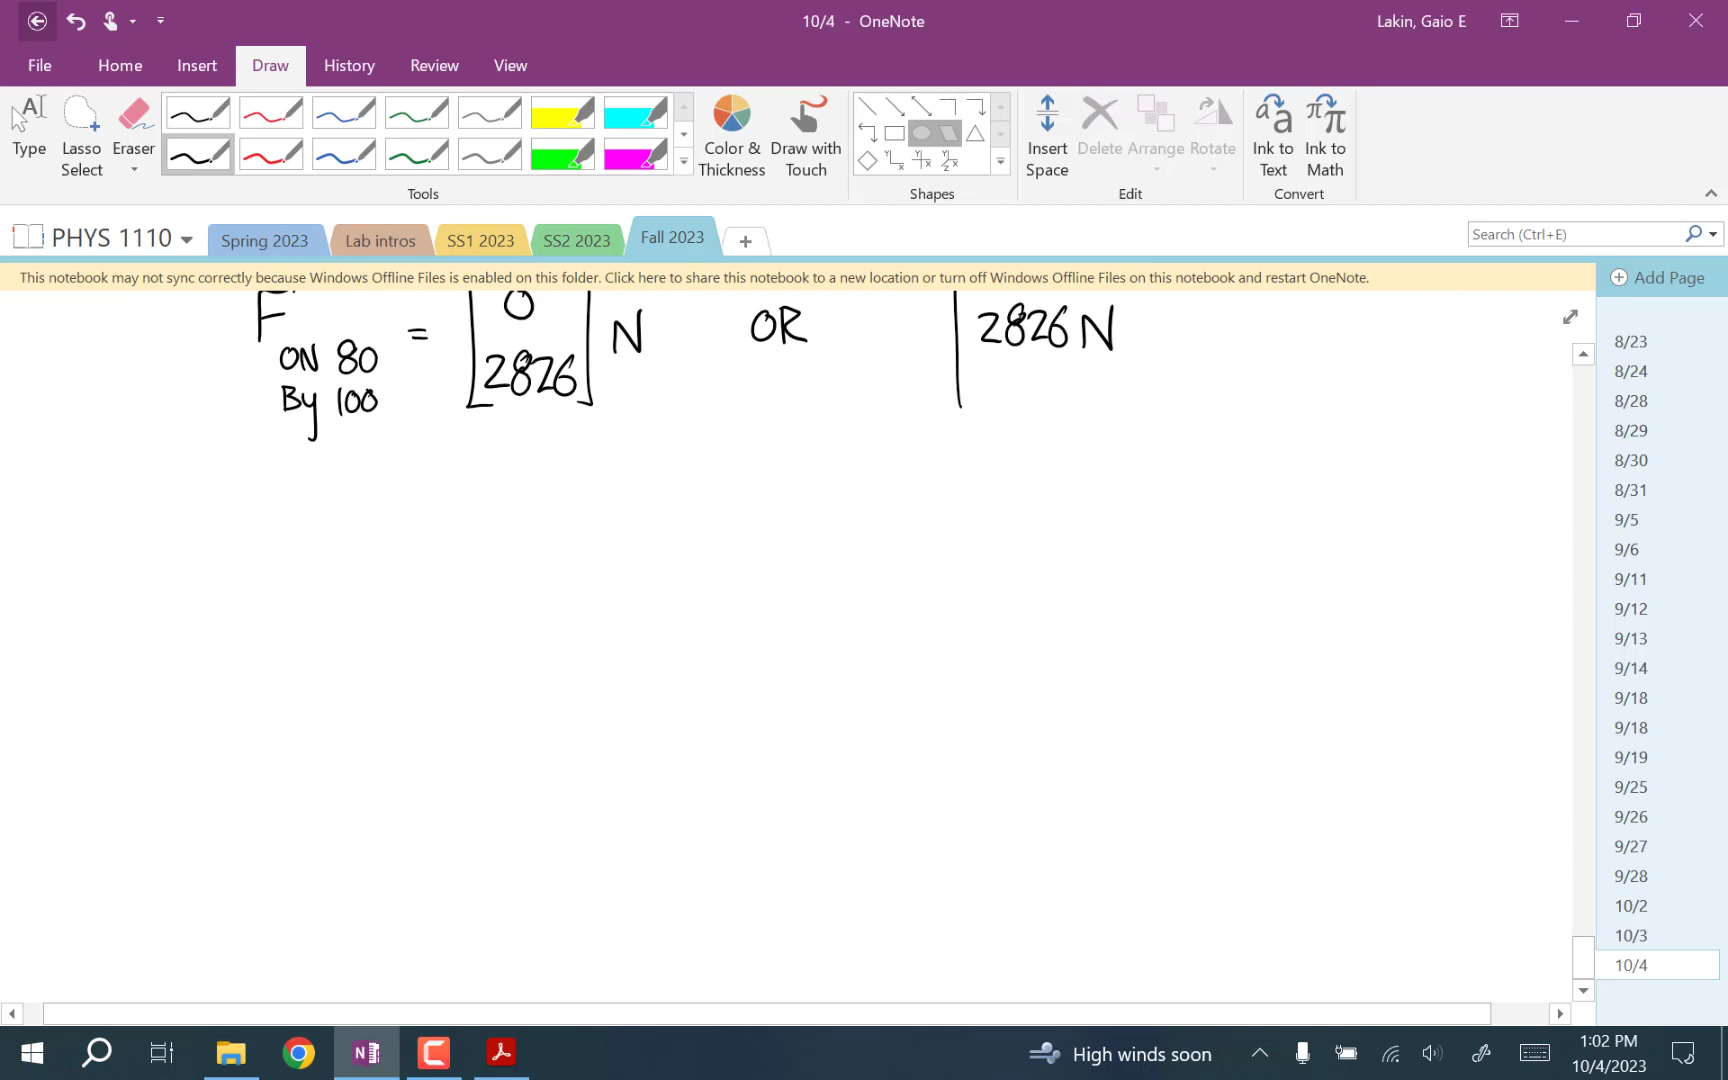 10/4 - OneNote
Lakin, Gaio E
File Home Insert Draw History Review View
Type
Lasso Select
Eraser
Color & Thickness
Draw with Touch
Insert Space
Delete
Arrange
Rotate
Ink to Text
Ink to Math
Tools
Shapes
Edit
Convert
PHYS 1110
Spring 2023
Lab intros
SS1 2023
SS2 2023
Fall 2023
Search (Ctrl+E)
This notebook may not sync correctly because Windows Offline Files is enabled on this folder. Click here to share this notebook to a new location or turn off Windows Offline Files on this notebook and restart OneNote.
Add Page
F ON 80 By 100 = [ 0 2826 ] N OR | 2826 N
8/23
8/24
8/28
8/29
8/30
8/31
9/5
9/6
9/11
9/12
9/13
9/14
9/18
9/18
9/19
9/25
9/26
9/27
9/28
10/2
10/3
10/4
High winds soon
1:02 PM
10/4/2023